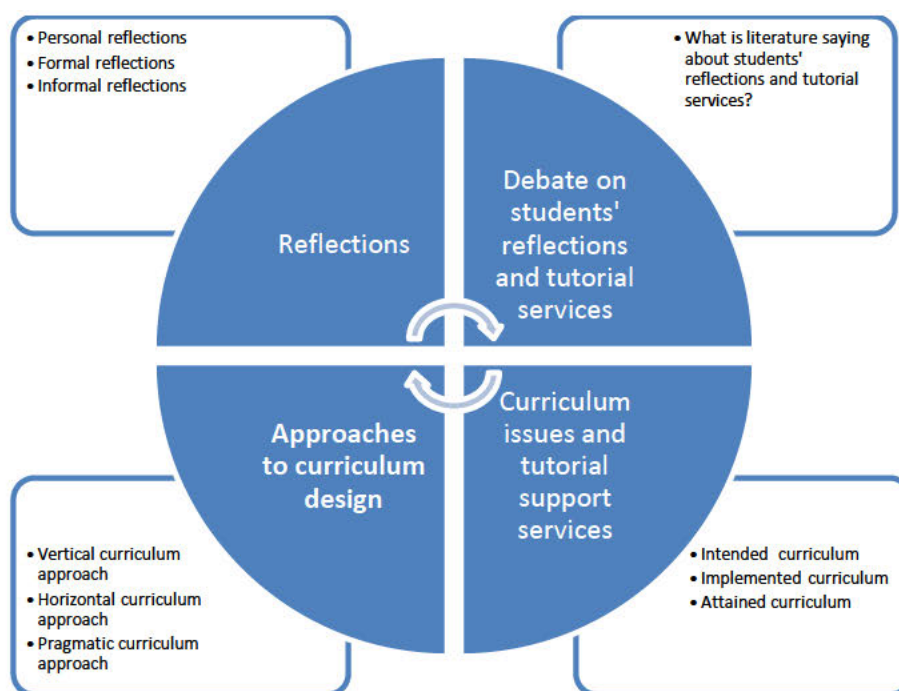 • Personal reflections
• Formal reflections
• Informal reflections
• What is literature saying
about students'
reflections and tutorial
services?
Reflections
Debate on
students'
reflections
and tutorial
services
Approaches
to curriculum
design
Curriculum
issues and
tutorial
support
services
• Vertical curriculum
approach
• Horizontal curriculum
approach
• Pragmatic curriculum
approach
• Intended curriculum
• Implemented curriculum
• Attained curriculum